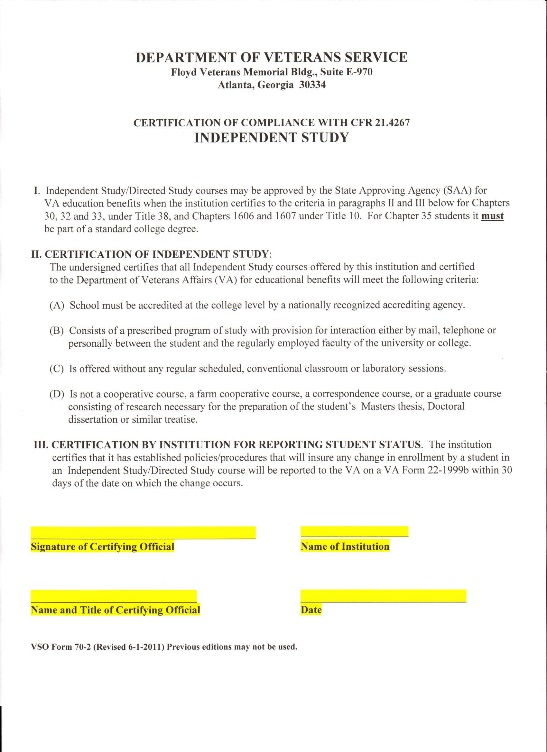 DEPARTMENT OF VETERANS SERVICE
Floyd Veterans Memorial Bldg., Suite E-970
Atlanta, Georgia 30334
CERTIFICATION OF COMPLIANCE WITH CFR 21.4267
INDEPENDENT STUDY
I. Independent Study/Directed Study courses may be approved by the State Approving Agency (SAA) for
VA education benefits when the institution certifies to the criteria in paragraphs II and III below for Chapters
30, 32 and 33, under Title 38, and Chapters 1606 and 1607 under Title 10. For Chapter 35 students it must
be part of a standard college degree.
II. CERTIFICATION OF INDEPENDENT STUDY:
The undersigned certifies that all Independent Study courses offered by this institution and certified
to the Department of Veterans Affairs (VA) for educational benefits will meet the following criteria:
(A) School must be accredited at the college level by a nationally recognized accrediting agency.
(B) Consists of a prescribed program of study with provision for interaction either by mail, telephone or
personally between the student and the regularly employed faculty of the university or college.
(C) Is offered without any regular scheduled, conventional classroom or laboratory sessions.
(D) Is not a cooperative course, a farm cooperative course, a correspondence course, or a graduate course
consisting of research necessary for the preparation of the student's Masters thesis, Doctoral
dissertation or similar treatise.
III. CERTIFICATION BY INSTITUTION FOR REPORTING STUDENT STATUS. The institution
certifies that it has established policies/procedures that will insure any change in enrollment by a student in
an Independent Study/Directed Study course will be reported to the VA on a VA Form 22-1999b within 30
days of the date on which the change occurs.
Signature of Certifying Official
Name of Institution
Name and Title of Certifying Official
Date
VSO Form 70-2 (Revised 6-1-2011) Previous editions may not be used.